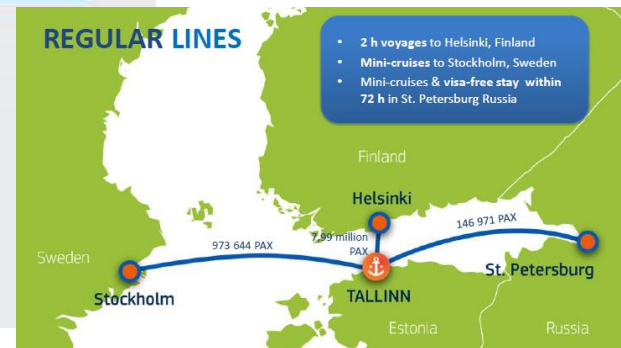 REGULAR LINES
• 2 h voyages to Helsinki, Finland
• Mini-cruises to Stockholm, Sweden
• Mini-cruises & visa-free stay within
72 h in St. Petersburg Russia
Finland
Helsinki
146 971 PAX
7,99 million
PAX
973 644 PAX
Sweden
St. Petersburg
Stockholm
TALLINN
Estonia
Russia